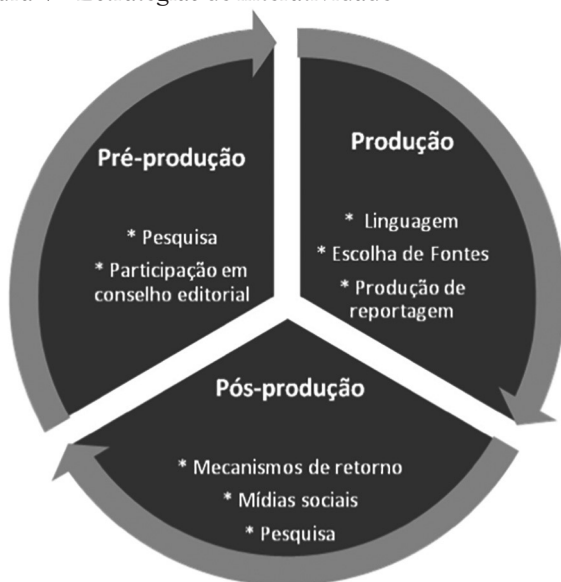 Pré-produção
* Pesquisa
* Participação em
conselho editorial
Produção
* Linguagem
* Escolha de Fontes
* Produção de
reportagem
Pós-produção
* Mecanismos de retorno
* Mídias sociais
* Pesquisa